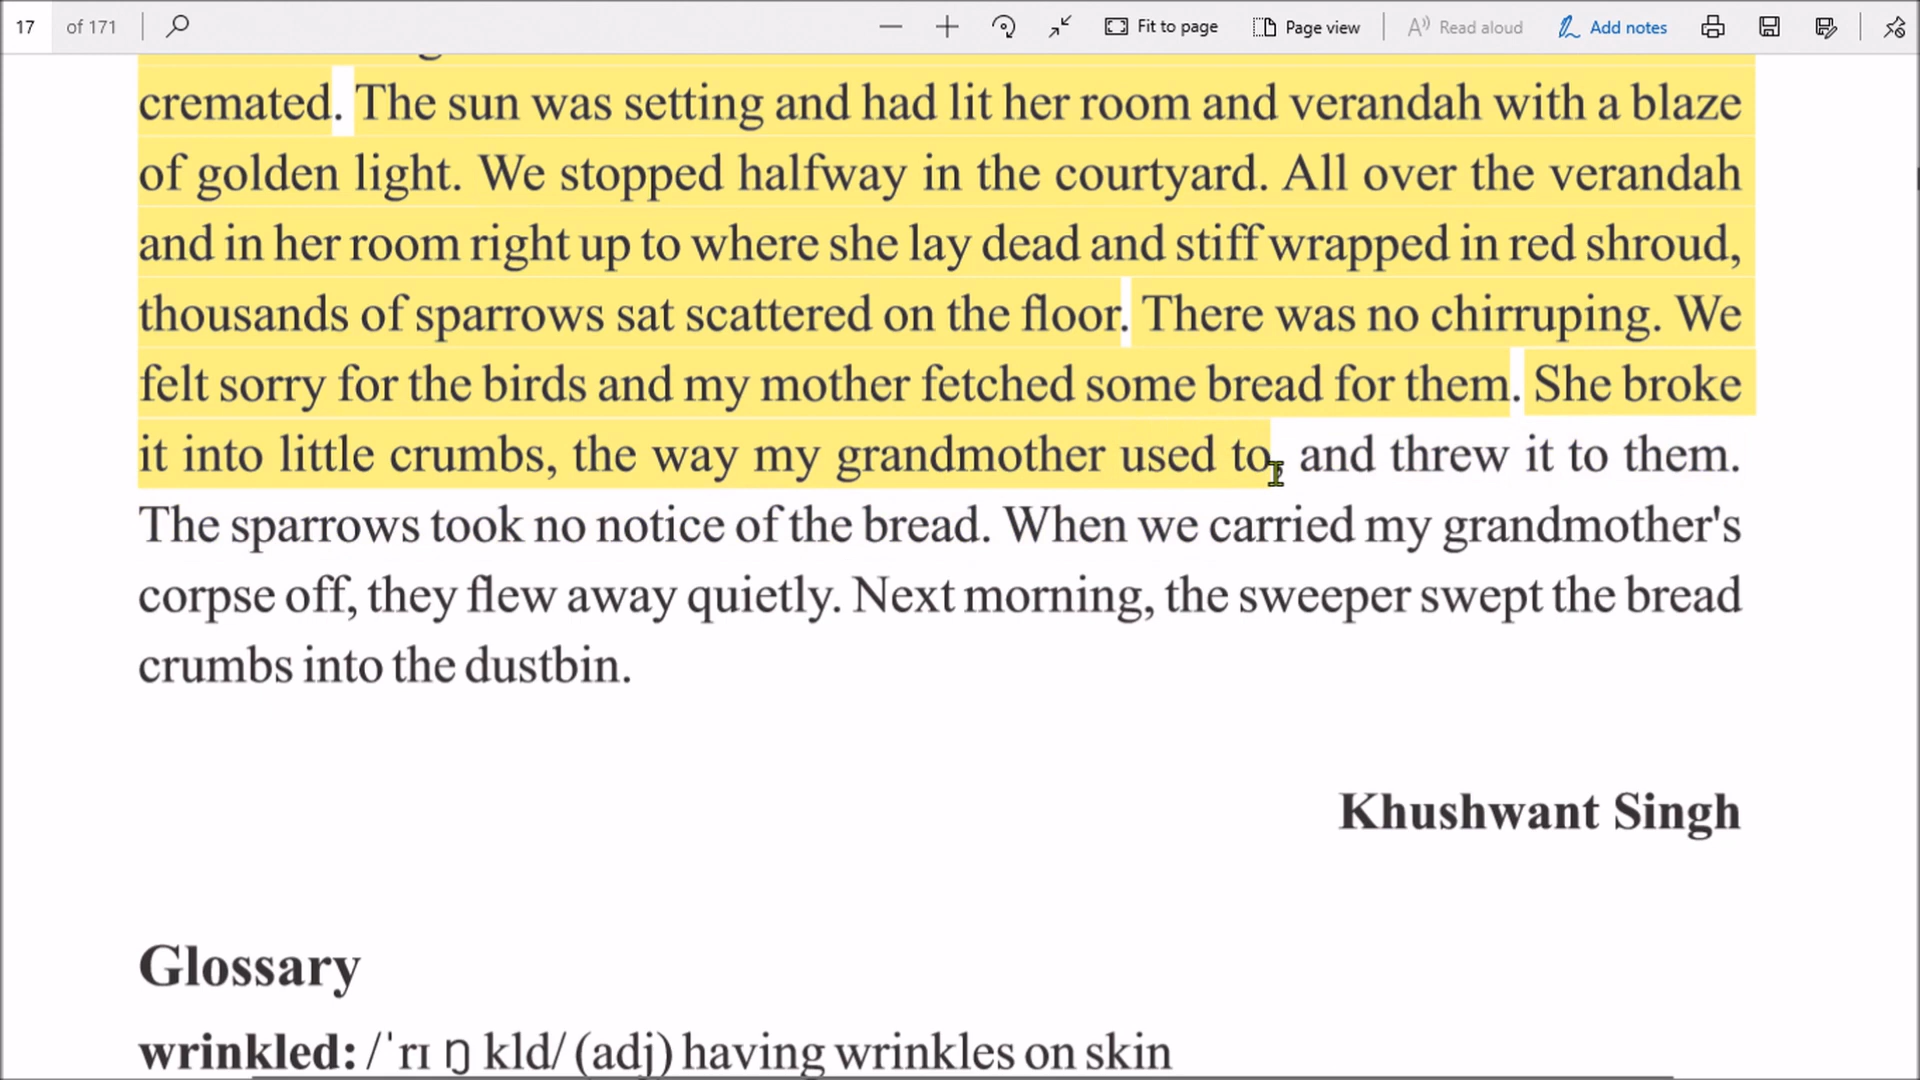 17 of 171 Fit to page Page view Read aloud Add notes
cremated. The sun was setting and had lit her room and verandah with a blaze
of golden light. We stopped halfway in the courtyard. All over the verandah
and in her room right up to where she lay dead and stiff wrapped in red shroud,
thousands of sparrows sat scattered on the floor. There was no chirruping. We
felt sorry for the birds and my mother fetched some bread for them. She broke
it into little crumbs, the way my grandmother used to, and threw it to them.
The sparrows took no notice of the bread. When we carried my grandmother's
corpse off, they flew away quietly. Next morning, the sweeper swept the bread
crumbs into the dustbin.
Khushwant Singh
Glossary
wrinkled: /ˈrɪ ŋ kld/ (adj) having wrinkles on skin